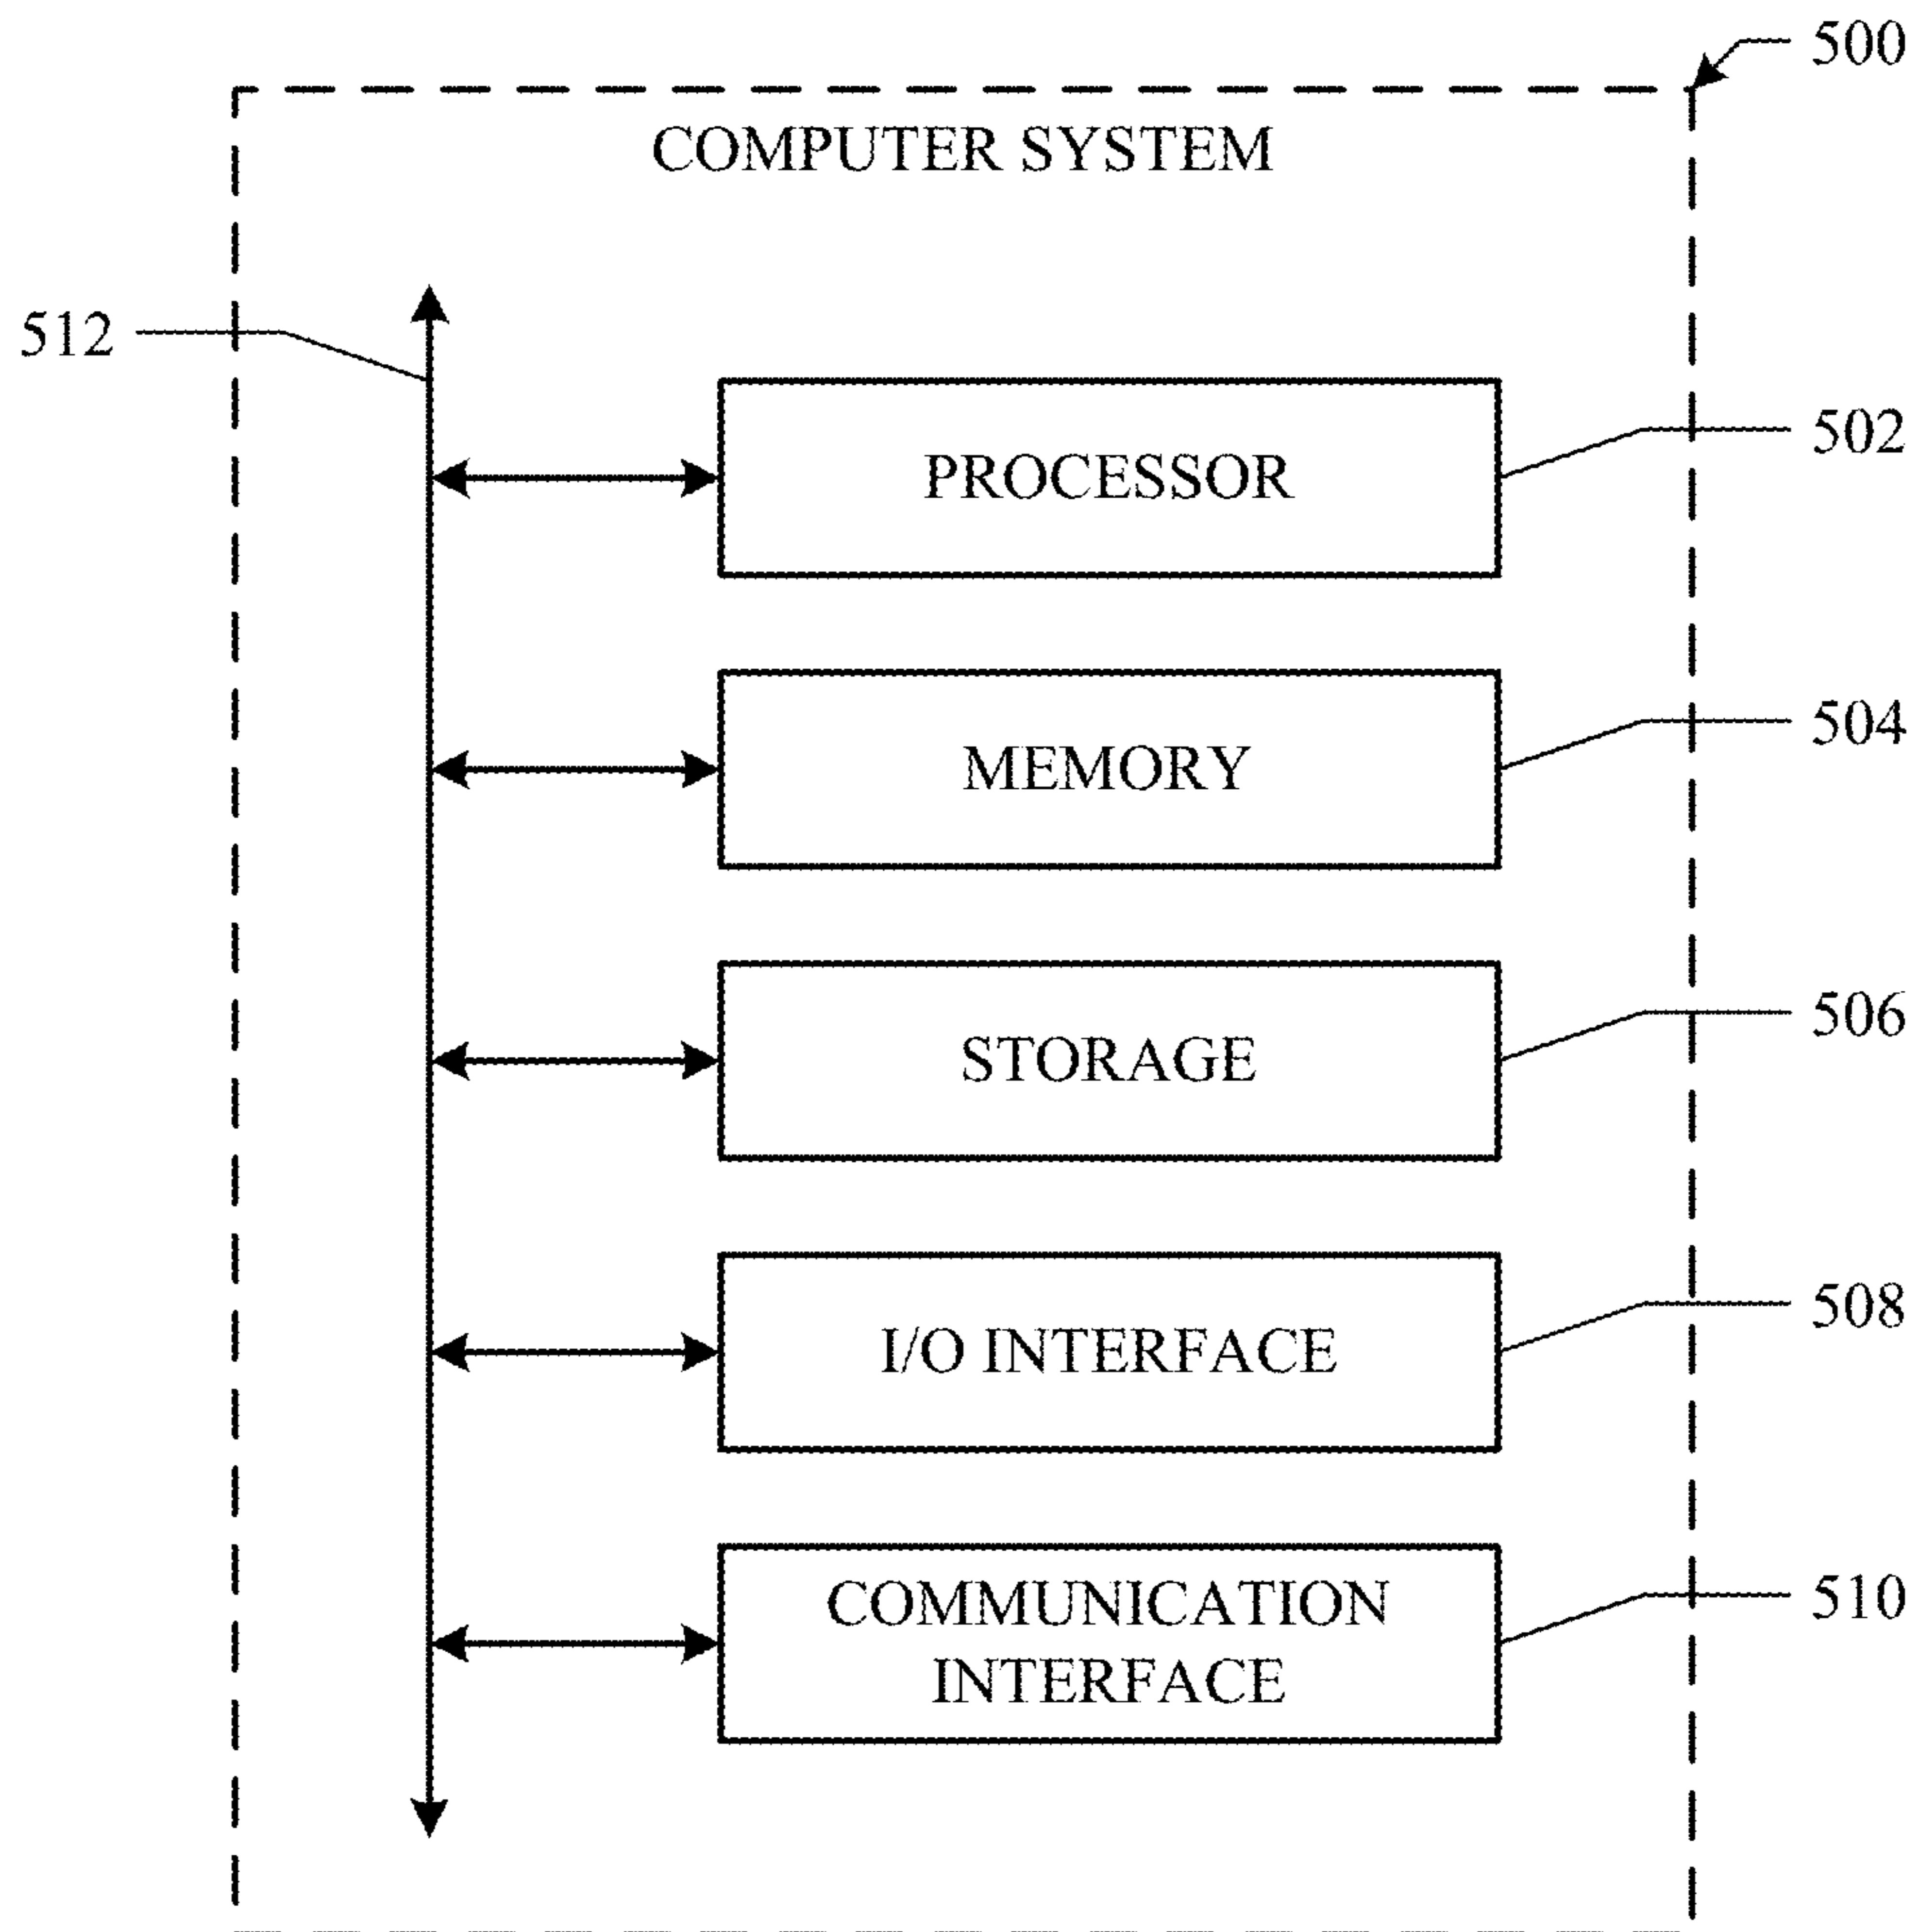 500
COMPUTER SYSTEM
512
PROCESSOR
502
MEMORY
504
STORAGE
506
I/O INTERFACE
508
COMMUNICATION
INTERFACE
510